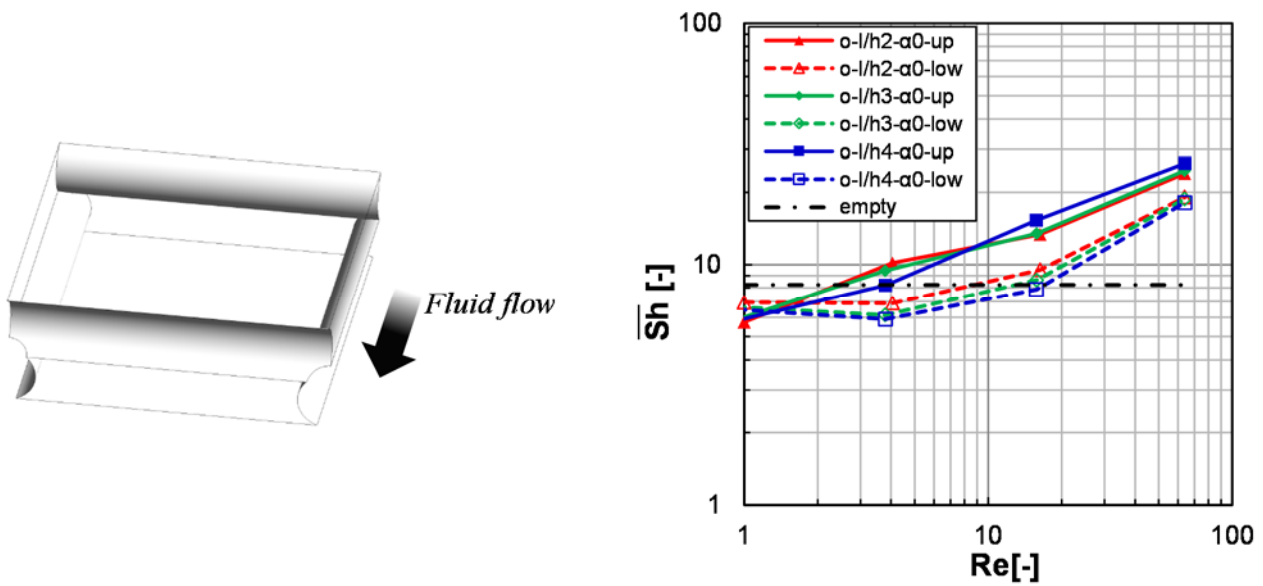 Fluid flow
100
o-l/h2-α0-up
o-l/h2-α0-low
o-l/h3-α0-up
o-l/h3-α0-low
o-l/h4-α0-up
o-l/h4-α0-low
empty
10
Sh [-]
1
1 10 100
Re[-]